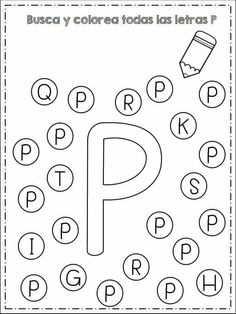 Busca y colorea todas las letras P
Q P R P
P P K
P
P
P T S
P P P P
P
I P
P
P G P R P H